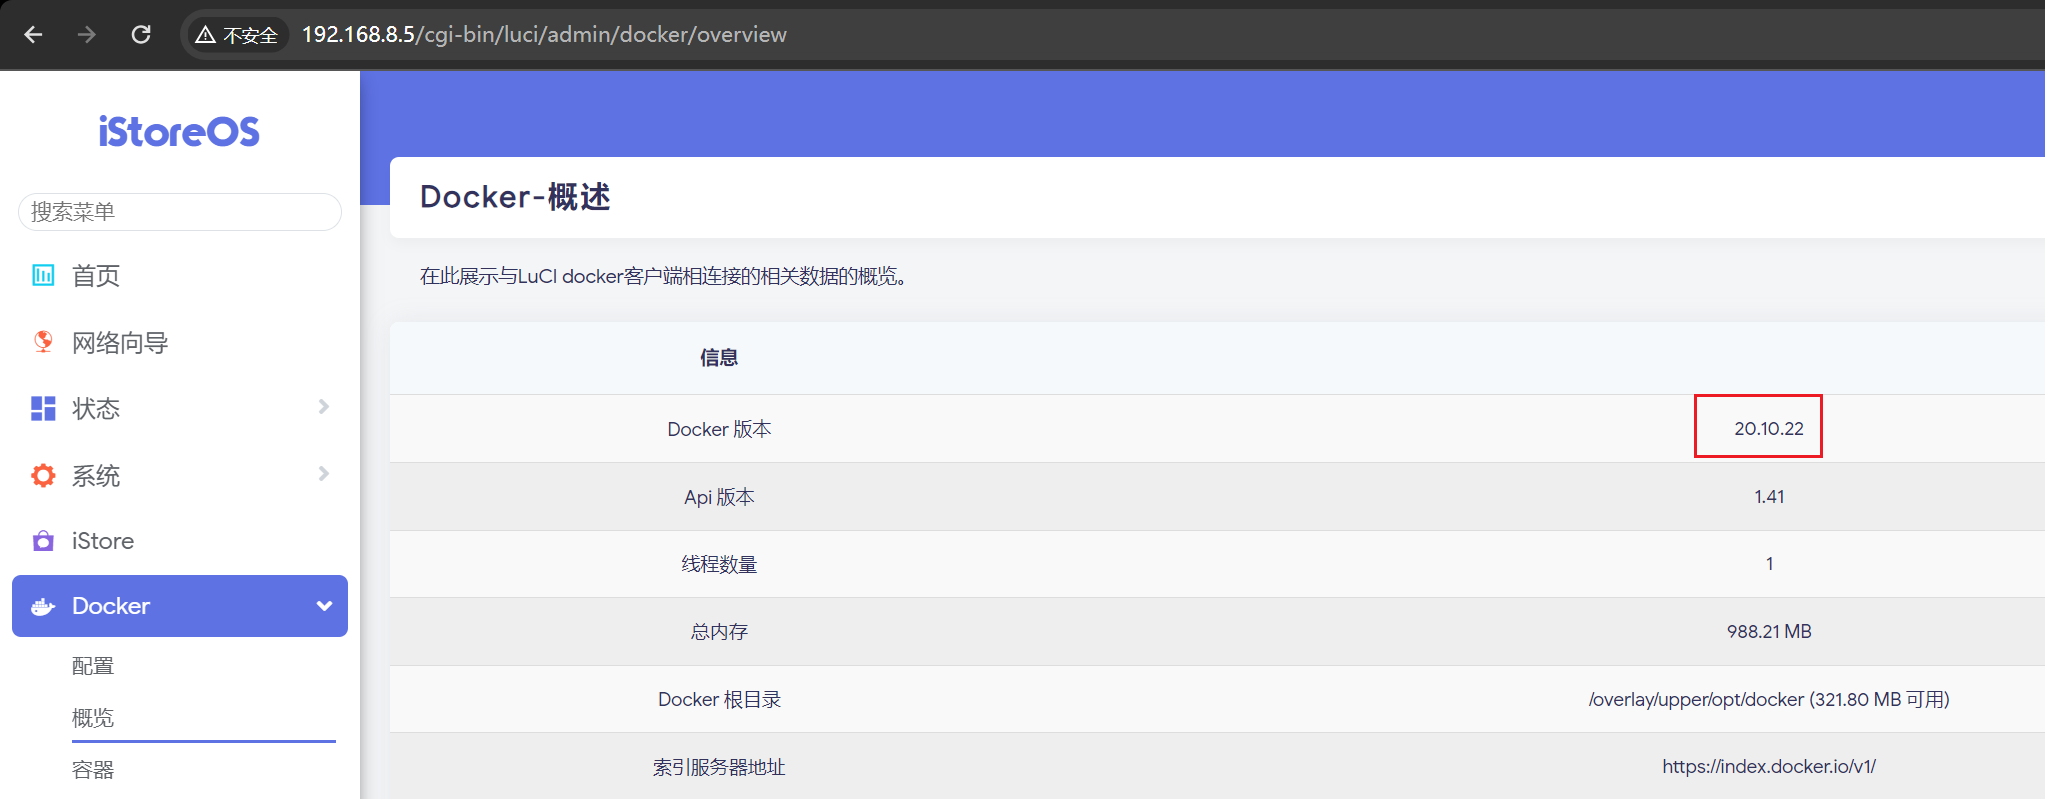 不安全 192.168.8.5/cgi-bin/luci/admin/docker/overview
iStoreOS
搜索菜单
首页
网络向导
状态
系统
iStore
Docker
配置
概览
容器
Docker-概述
在此展示与LuCI docker客户端相连接的相关数据的概览。
信息
Docker 版本 20.10.22
Api 版本 1.41
线程数量 1
总内存 988.21 MB
Docker 根目录 /overlay/upper/opt/docker (321.80 MB 可用)
索引服务器地址 https://index.docker.io/v1/